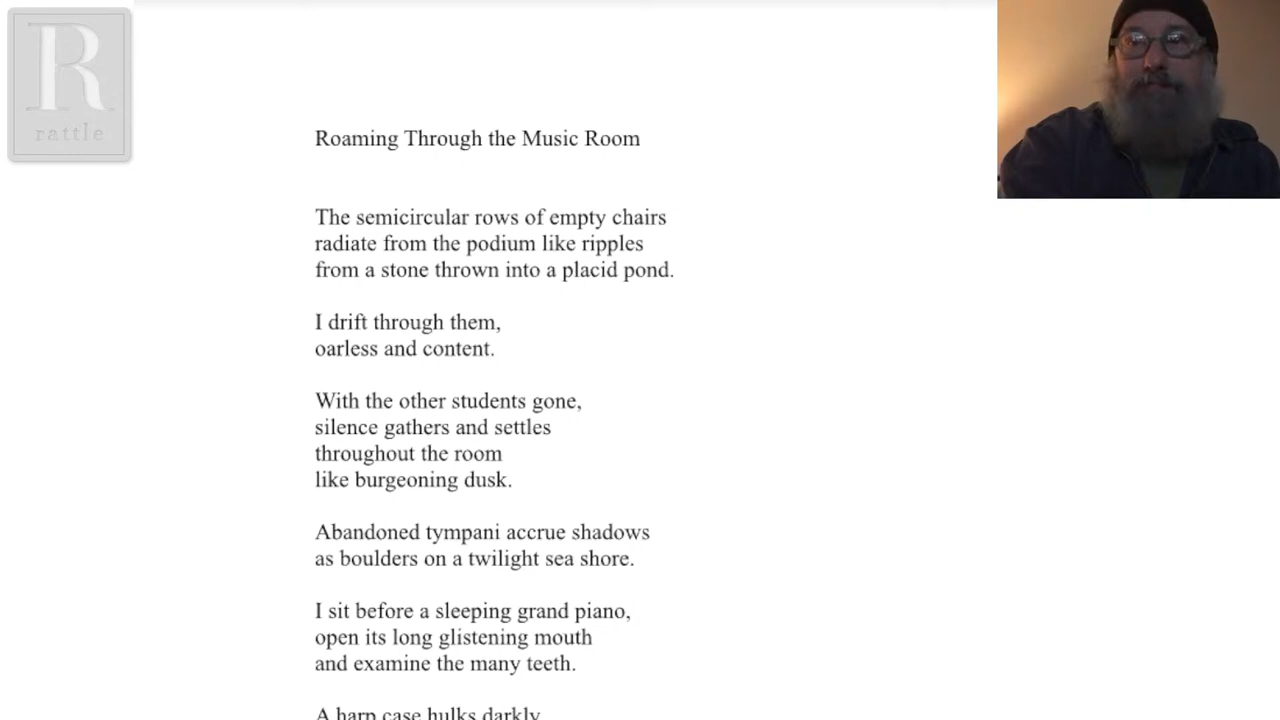 R
rattle
Roaming Through the Music Room
The semicircular rows of empty chairs
radiate from the podium like ripples
from a stone thrown into a placid pond.
I drift through them,
oarless and content.
With the other students gone,
silence gathers and settles
throughout the room
like burgeoning dusk.
Abandoned tympani accrue shadows
as boulders on a twilight sea shore.
I sit before a sleeping grand piano,
open its long glistening mouth
and examine the many teeth.
A harp case hulks darkly